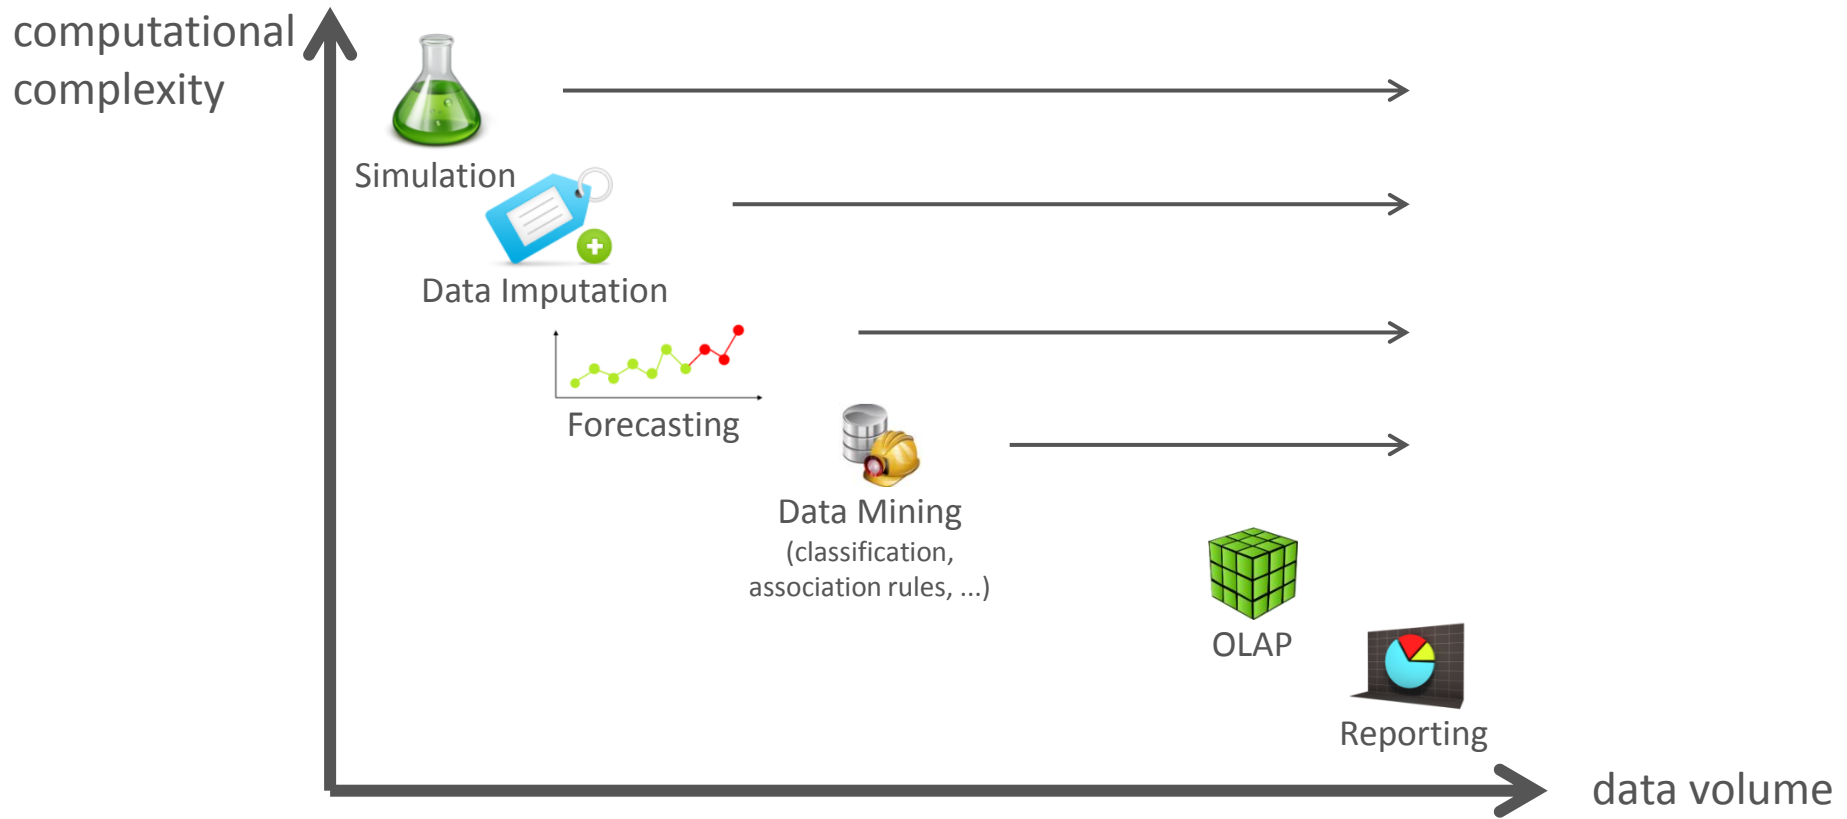 computational
complexity
Simulation
Data Imputation
Forecasting
Data Mining
(classification,
association rules, ...)
OLAP
Reporting
data volume